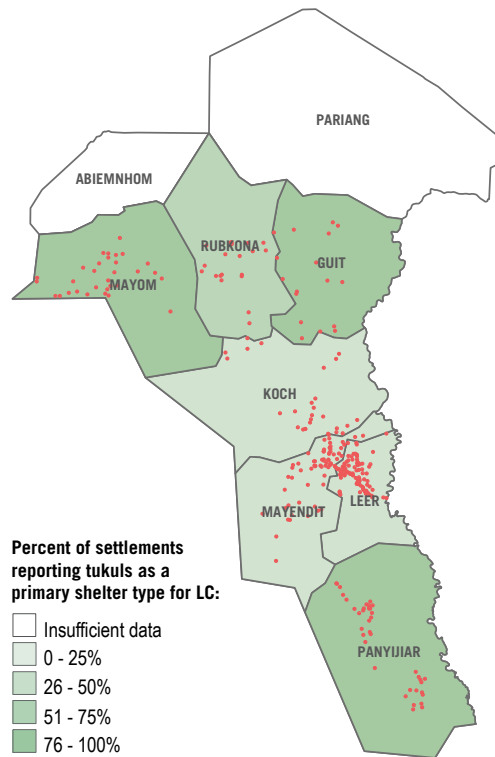 PARIANG
ABIEMNHOM
RUBKONA
GUIT
MAYOM
KOCH
LEER
MAYENDIT
Percent of settlements
reporting tukuls as a
primary shelter type for LC:
Insufficient data
0 - 25%
26 - 50%
51 - 75%
76 - 100%
PANYIJIAR